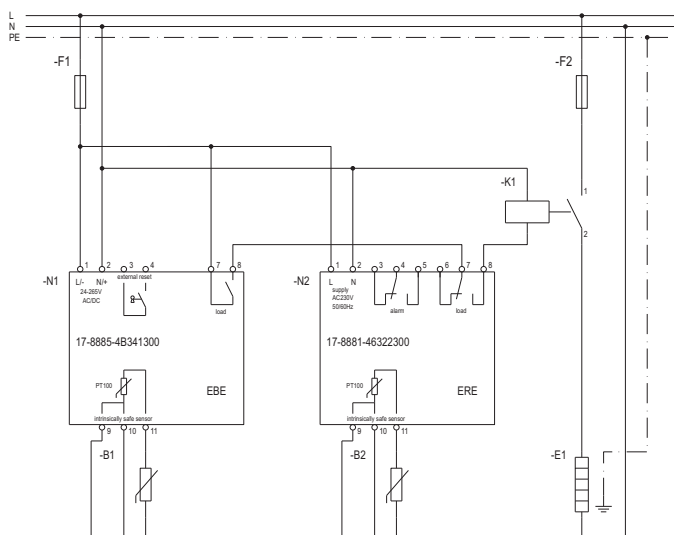 L
N
PE
-F1
-F2
-K1
1
2
1 2 3 4 7 8
-N1
L/- N/+ external reset
24-265V
AC/DC
load
17-8885-4B341300
PT100
EBE
intrinsically safe sensor
9 10 11
-B1
1 2 3 4 5 6 7 8
-N2
L N
supply
AC230V
50/60Hz
alarm
load
17-8881-46322300
PT100
ERE
intrinsically safe sensor
9 10 11
-B2
-E1